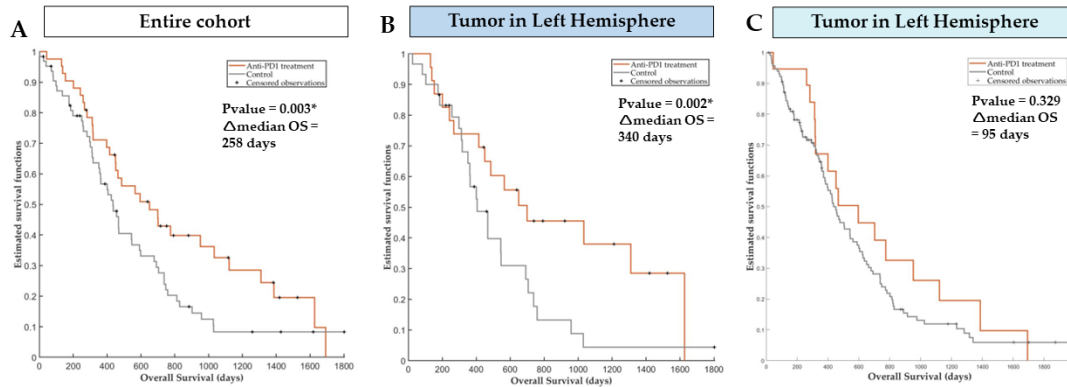 A
Entire cohort
Anti-PD1 treatment
Control
Censored observations
Pvalue = 0.003*
△median OS =
258 days
Estimated survival functions
1
0.9
0.8
0.7
0.6
0.5
0.4
0.3
0.2
0.1
0
0 200 400 600 800 1000 1200 1400 1600 1800
Overall Survival (days)
B
Tumor in Left Hemisphere
Anti-PD1 treatment
Control
Censored observations
Pvalue = 0.002*
△median OS =
340 days
Estimated survival functions
1
0.9
0.8
0.7
0.6
0.5
0.4
0.3
0.2
0.1
0
0 200 400 600 800 1000 1200 1400 1600 1800
Overall Survival (days)
C
Tumor in Left Hemisphere
Anti-PD1 treatment
Control
Censored observations
Pvalue = 0.329
△median OS
= 95 days
Estimated survival functions
1
0.9
0.8
0.7
0.6
0.5
0.4
0.3
0.2
0.1
0
0 200 400 600 800 1000 1200 1400 1600 1800
Overall Survival (days)